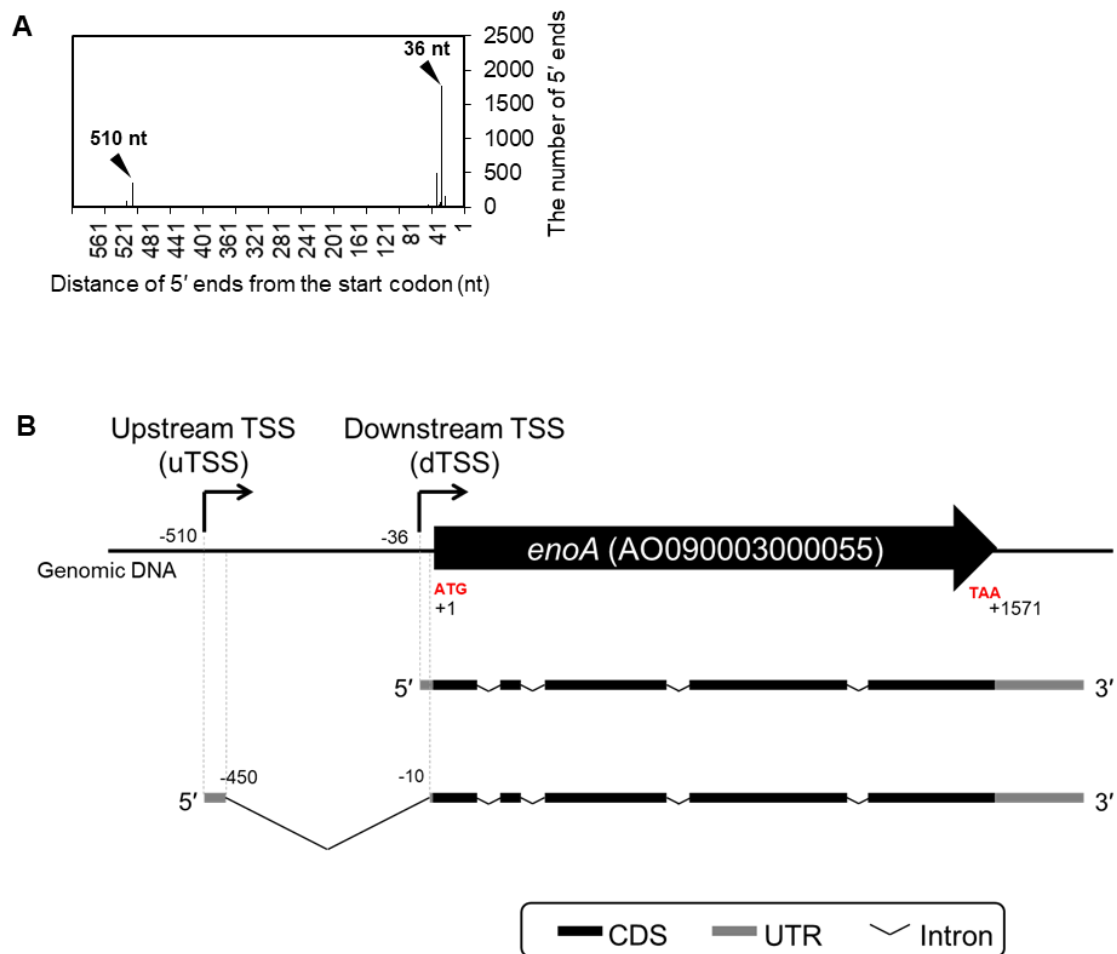 A
36 nt
510 nt
2500
2000
1500
1000
500
0
The number of 5′ ends
561 521 481 441 401 361 321 281 241 201 161 121 81 41 1
Distance of 5′ ends from the start codon (nt)
B
Upstream TSS
(uTSS)
Downstream TSS
(dTSS)
-510
-36
enoA (AO090003000055)
Genomic DNA
ATG
+1
TAA
+1571
5′
3′
-450
-10
5′
3′
CDS
UTR
Intron